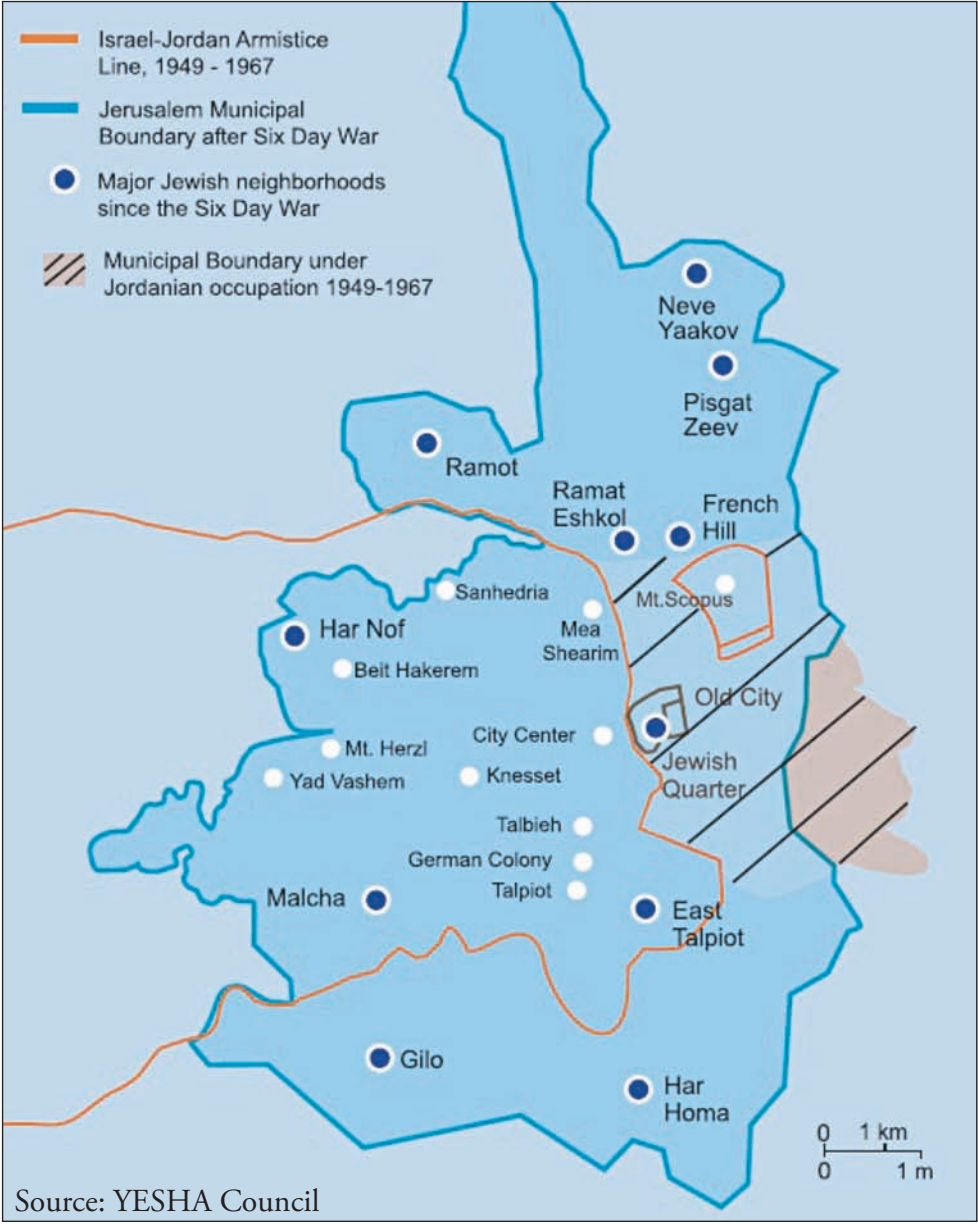 Israel-Jordan Armistice
Line, 1949 - 1967
Jerusalem Municipal
Boundary after Six Day War
Major Jewish neighborhoods
since the Six Day War
Municipal Boundary under
Jordanian occupation 1949-1967
Neve
Yaakov
Pisgat
Zeev
Ramot
Ramat
Eshkol
French
Hill
Sanhedria
Mt.Scopus
Mea
Shearim
Har Nof
Beit Hakerem
Old City
City Center
Mt. Herzl
Jewish
Quarter
Yad Vashem
Knesset
Talbieh
German Colony
Talpiot
Malcha
East
Talpiot
Gilo
Har
Homa
0 1 km
0 1 m
Source: YESHA Council